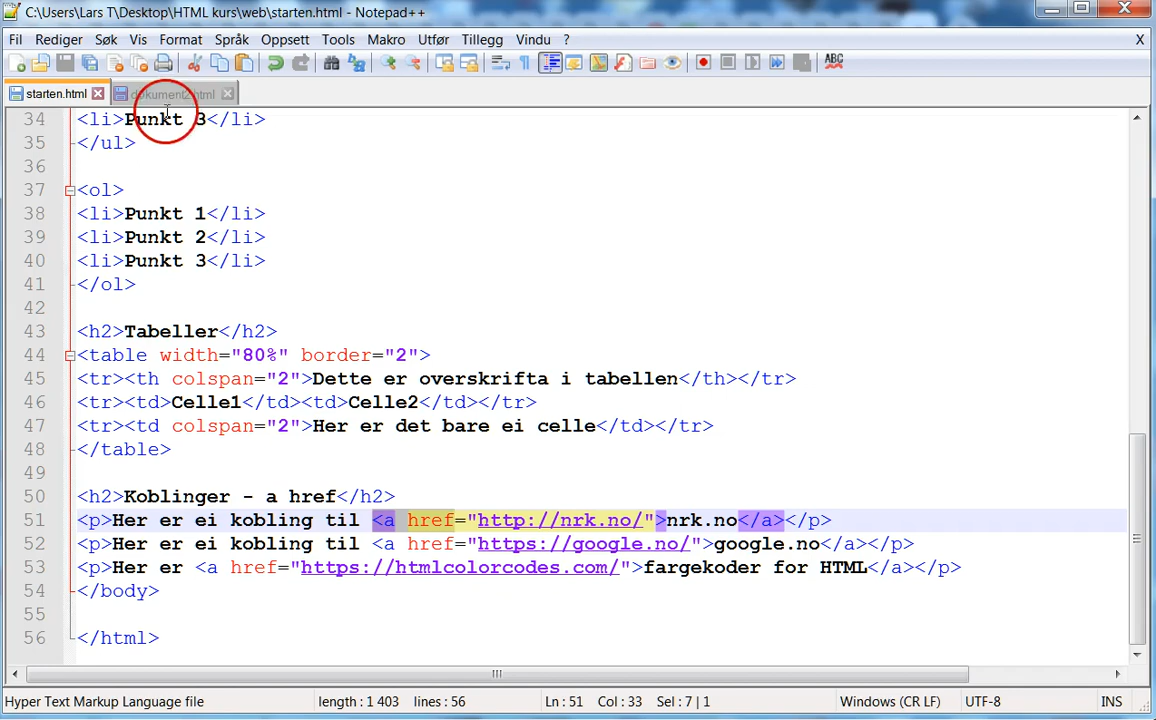 C:\Users\Lars T\Desktop\HTML kurs\web\starten.html - Notepad++
Fil Rediger Søk Vis Format Språk Oppsett Tools Makro Utfør Tillegg Vindu ? X
ABC
starten.html dokument2.html
34 <li>Punkt 3</li>
35 </ul>
36
37 <ol>
38 <li>Punkt 1</li>
39 <li>Punkt 2</li>
40 <li>Punkt 3</li>
41 </ol>
42
43 <h2>Tabeller</h2>
44 <table width="80%" border="2">
45 <tr><th colspan="2">Dette er overskrifta i tabellen</th></tr>
46 <tr><td>Celle1</td><td>Celle2</td></tr>
47 <tr><td colspan="2">Her er det bare ei celle</td></tr>
48 </table>
49
50 <h2>Koblinger - a href</h2>
51 <p>Her er ei kobling til <a href="http://nrk.no/">nrk.no</a></p>
52 <p>Her er ei kobling til <a href="https://google.no/">google.no</a></p>
53 <p>Her er <a href="https://htmlcolorcodes.com/">fargekoder for HTML</a></p>
54 </body>
55
56 </html>
Hyper Text Markup Language file length : 1 403 lines : 56 Ln : 51 Col : 33 Sel : 7 | 1 Windows (CR LF) UTF-8 INS